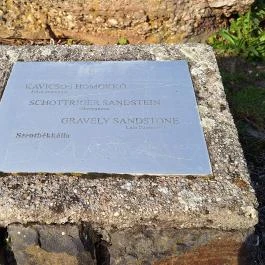 KAVICSOS HOMOKKŐ
SCHOTTRIGER SANDSTEIN
GRAVELY SANDSTONE
Szentbékkálla